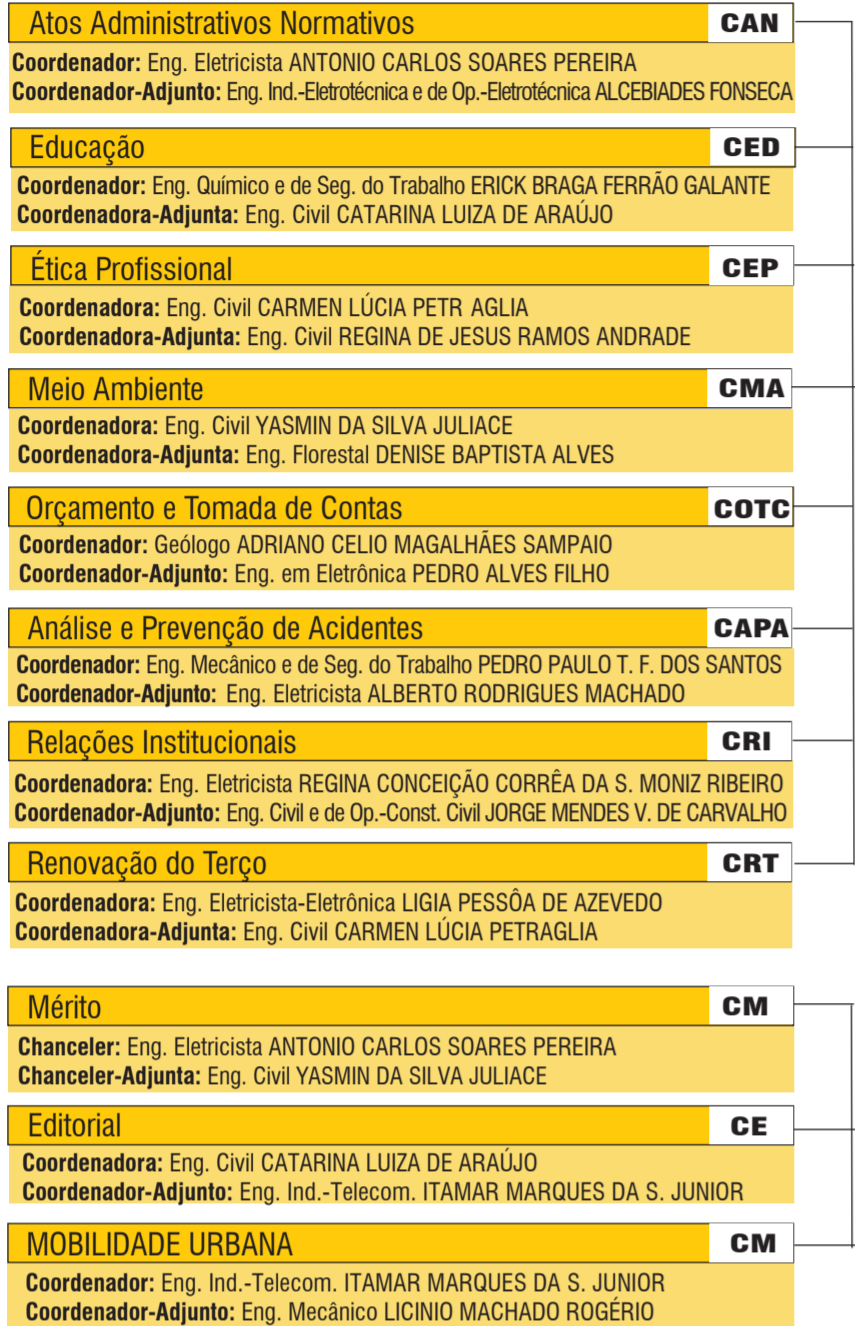 Atos Administrativos Normativos CAN
Coordenador: Eng. Eletricista ANTONIO CARLOS SOARES PEREIRA
Coordenador-Adjunto: Eng. Ind.-Eletrotécnica e de Op.-Eletrotécnica ALCEBIADES FONSECA
Educação CED
Coordenador: Eng. Químico e de Seg. do Trabalho ERICK BRAGA FERRÃO GALANTE
Coordenadora-Adjunta: Eng. Civil CATARINA LUIZA DE ARAÚJO
Ética Profissional CEP
Coordenadora: Eng. Civil CARMEN LÚCIA PETR AGLIA
Coordenadora-Adjunta: Eng. Civil REGINA DE JESUS RAMOS ANDRADE
Meio Ambiente CMA
Coordenadora: Eng. Civil YASMIN DA SILVA JULIACE
Coordenadora-Adjunta: Eng. Florestal DENISE BAPTISTA ALVES
Orçamento e Tomada de Contas COTC
Coordenador: Geólogo ADRIANO CELIO MAGALHÃES SAMPAIO
Coordenador-Adjunto: Eng. em Eletrônica PEDRO ALVES FILHO
Análise e Prevenção de Acidentes CAPA
Coordenador: Eng. Mecânico e de Seg. do Trabalho PEDRO PAULO T. F. DOS SANTOS
Coordenador-Adjunto: Eng. Eletricista ALBERTO RODRIGUES MACHADO
Relações Institucionais CRI
Coordenadora: Eng. Eletricista REGINA CONCEIÇÃO CORRÊA DA S. MONIZ RIBEIRO
Coordenador-Adjunto: Eng. Civil e de Op.-Const. Civil JORGE MENDES V. DE CARVALHO
Renovação do Terço CRT
Coordenadora: Eng. Eletricista-Eletrônica LIGIA PESSÔA DE AZEVEDO
Coordenadora-Adjunta: Eng. Civil CARMEN LÚCIA PETRAGLIA
Mérito CM
Chanceler: Eng. Eletricista ANTONIO CARLOS SOARES PEREIRA
Chanceler-Adjunta: Eng. Civil YASMIN DA SILVA JULIACE
Editorial CE
Coordenadora: Eng. Civil CATARINA LUIZA DE ARAÚJO
Coordenador-Adjunto: Eng. Ind.-Telecom. ITAMAR MARQUES DA S. JUNIOR
MOBILIDADE URBANA CM
Coordenador: Eng. Ind.-Telecom. ITAMAR MARQUES DA S. JUNIOR
Coordenador-Adjunto: Eng. Mecânico LICINIO MACHADO ROGÉRIO